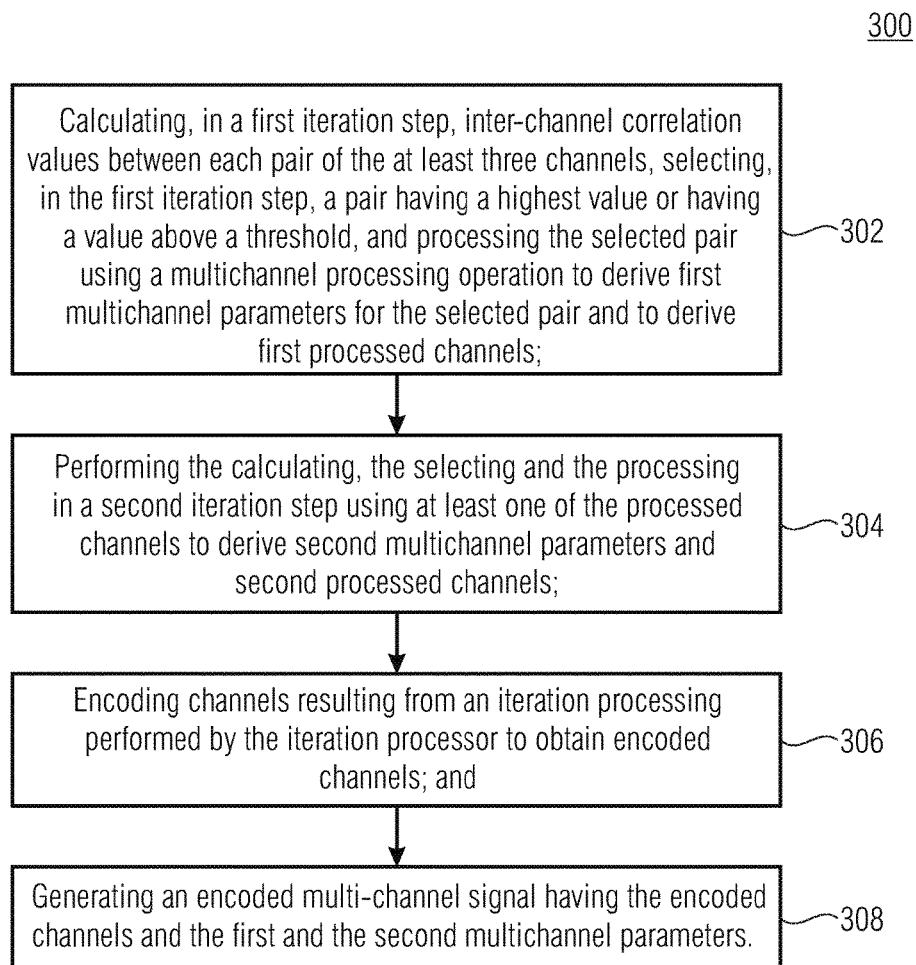 300
Calculating, in a first iteration step, inter-channel correlation
values between each pair of the at least three channels, selecting,
in the first iteration step, a pair having a highest value or having
a value above a threshold, and processing the selected pair
using a multichannel processing operation to derive first
multichannel parameters for the selected pair and to derive
first processed channels;
302
Performing the calculating, the selecting and the processing
in a second iteration step using at least one of the processed
channels to derive second multichannel parameters and
second processed channels;
304
Encoding channels resulting from an iteration processing
performed by the iteration processor to obtain encoded
channels; and
306
Generating an encoded multi-channel signal having the encoded
channels and the first and the second multichannel parameters.
308